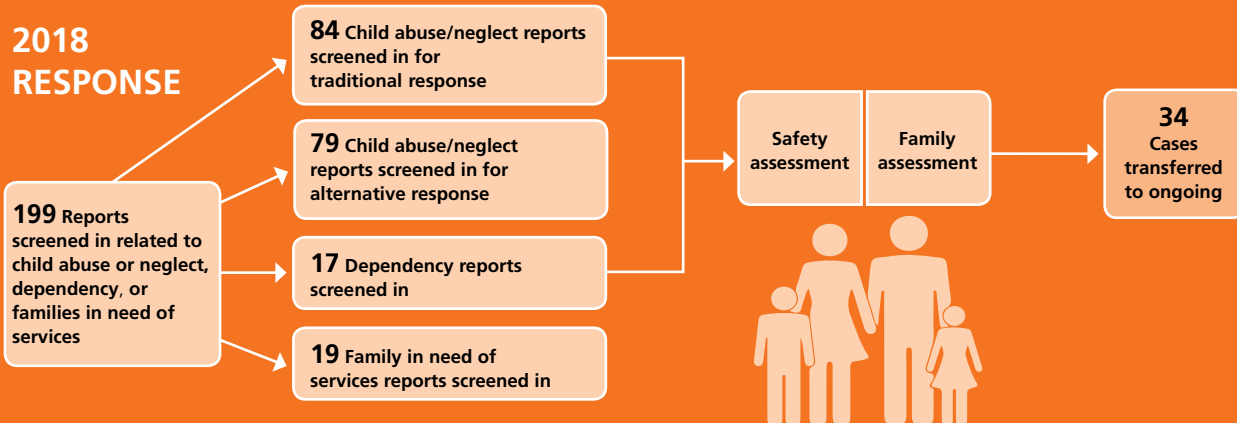 2018
RESPONSE
199 Reports
screened in related to
child abuse or neglect,
dependency, or
families in need of
services
84 Child abuse/neglect reports
screened in for
traditional response
79 Child abuse/neglect
reports screened in for
alternative response
17 Dependency reports
screened in
19 Family in need of
services reports screened in
Safety
assessment
Family
assessment
34
Cases
transferred
to ongoing